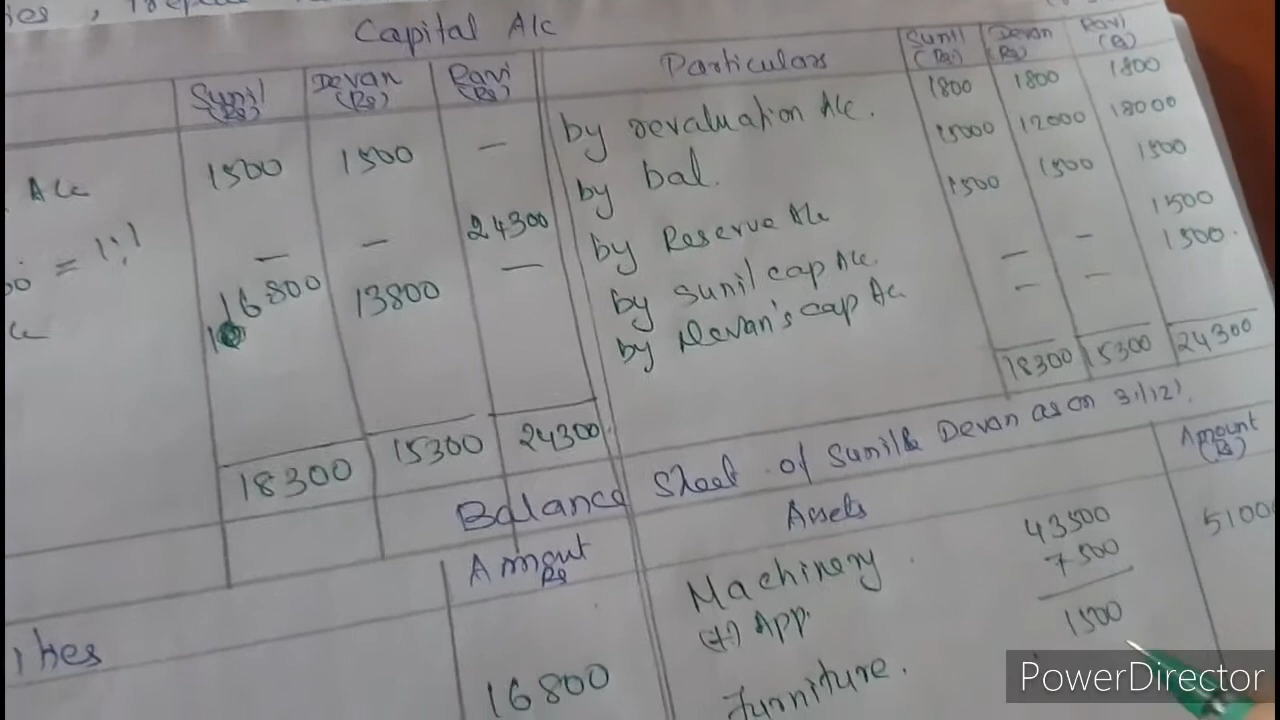 Capital A/c
Sunil (Rs) Devan (Rs) Ravi (Rs) Particulars Sunil (Rs) Devan (Rs) Ravi (Rs)
A/c 1500 1500 — by revaluation A/c. 1800 1800 1800
by bal. 15000 12000 18000
= 1:1 — — 24300 by Reserve A/c 1500 1500 1500
16800 13800 — by Sunil cap A/c. — — 1500
by Devan's cap A/c — — 1500.
18300 15300 24300 18300 15300 24300
Balance Sheet of Sunil & Devan as on 31/12/
Amount Rs Assets Amount (Rs)
Machinery 43500
(+) App. 7500 5100
16800 Furniture. 1500
PowerDirector